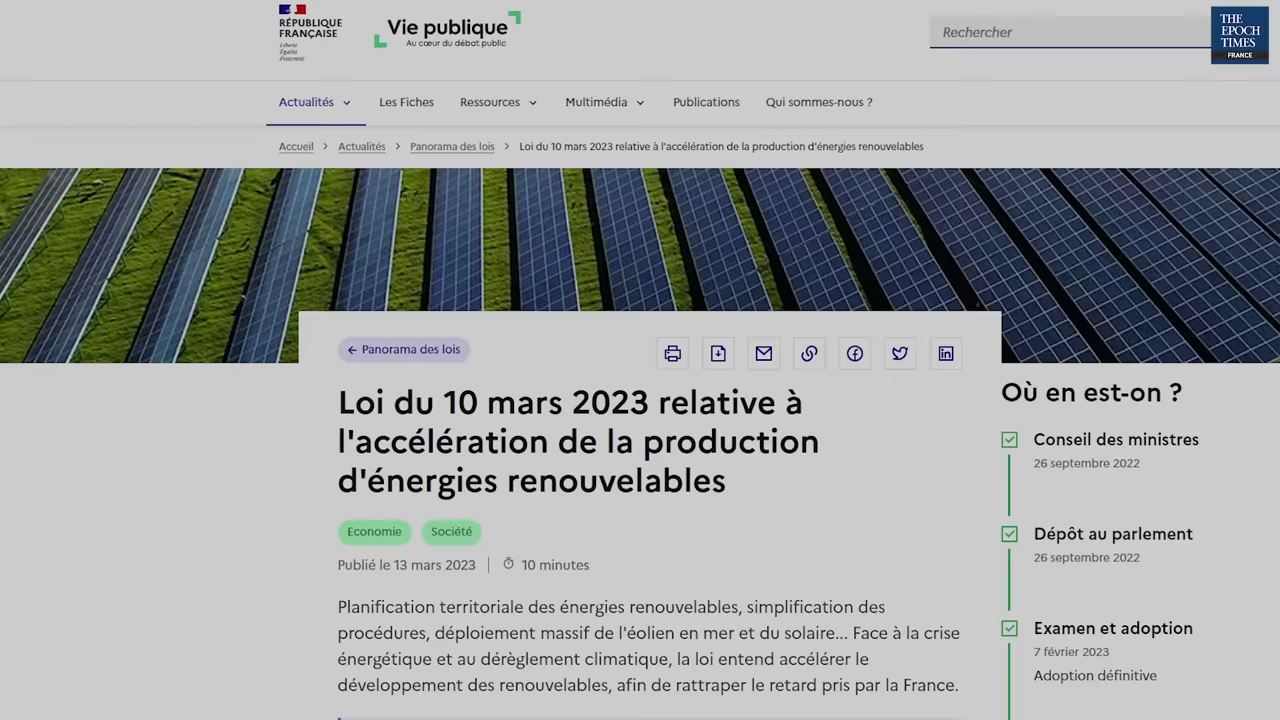 RÉPUBLIQUE
FRANÇAISE
Liberté
Égalité
Fraternité
Vie publique
Au cœur du débat public
Rechercher
THE
EPOCH
TIMES
FRANCE
Actualités
Les Fiches
Ressources
Multimédia
Publications
Qui sommes-nous ?
Accueil > Actualités > Panorama des lois > Loi du 10 mars 2023 relative à l'accélération de la production d'énergies renouvelables
← Panorama des lois
Loi du 10 mars 2023 relative à
l'accélération de la production
d'énergies renouvelables
Economie
Société
Publié le 13 mars 2023 | 10 minutes
Planification territoriale des énergies renouvelables, simplification des
procédures, déploiement massif de l'éolien en mer et du solaire... Face à la crise
énergétique et au dérèglement climatique, la loi entend accélérer le
développement des renouvelables, afin de rattraper le retard pris par la France.
Où en est-on ?
Conseil des ministres
26 septembre 2022
Dépôt au parlement
26 septembre 2022
Examen et adoption
7 février 2023
Adoption définitive